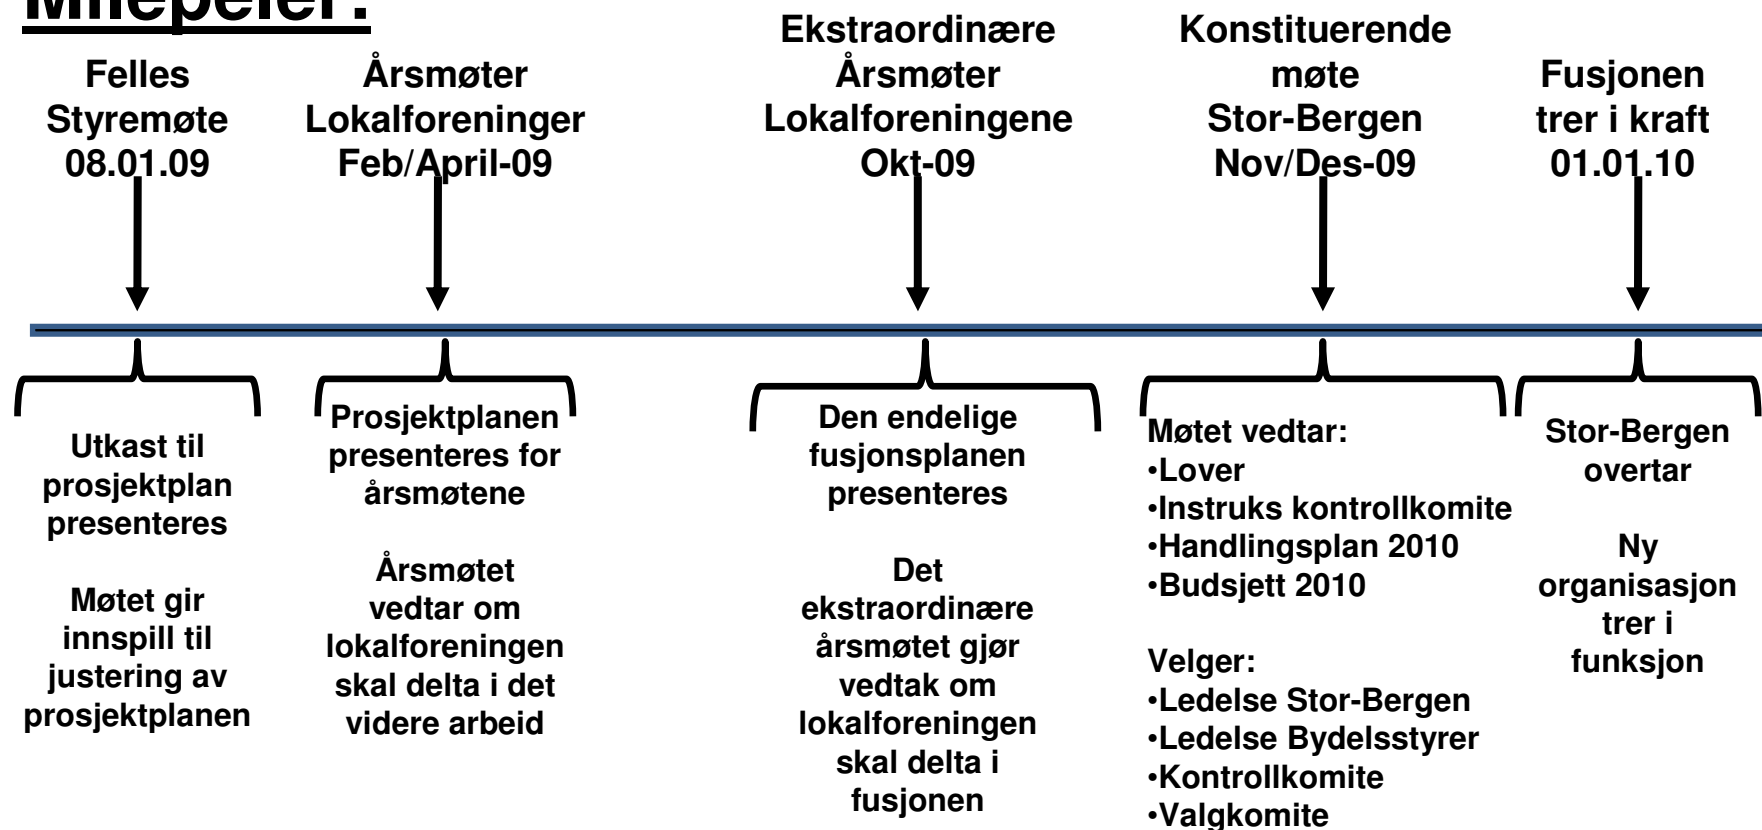 Milepeler:
Felles
Styremøte
08.01.09
Årsmøter
Lokalforeninger
Feb/April-09
Ekstraordinære
Årsmøter
Lokalforeningene
Okt-09
Konstituerende
møte
Stor-Bergen
Nov/Des-09
Fusjonen
trer i kraft
01.01.10
Utkast til
prosjektplan
presenteres
Møtet gir
innspill til
justering av
prosjektplanen
Prosjektplanen
presenteres for
årsmøtene
Årsmøtet
vedtar om
lokalforeningen
skal delta i det
videre arbeid
Den endelige
fusjonsplanen
presenteres
Det
ekstraordinære
årsmøtet gjør
vedtak om
lokalforeningen
skal delta i
fusjonen
Møtet vedtar:
•Lover
•Instruks kontrollkomite
•Handlingsplan 2010
•Budsjett 2010
Velger:
•Ledelse Stor-Bergen
•Ledelse Bydelsstyrer
•Kontrollkomite
•Valgkomite
Stor-Bergen
overtar
Ny
organisasjon
trer i
funksjon